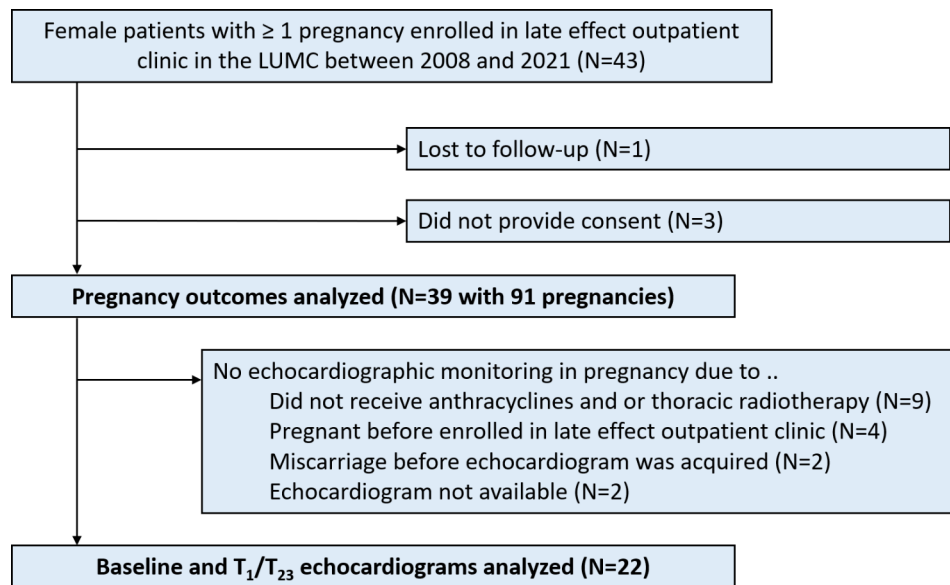 Female patients with ≥ 1 pregnancy enrolled in late effect outpatient
clinic in the LUMC between 2008 and 2021 (N=43)
Lost to follow-up (N=1)
Did not provide consent (N=3)
Pregnancy outcomes analyzed (N=39 with 91 pregnancies)
No echocardiographic monitoring in pregnancy due to ..
Did not receive anthracyclines and or thoracic radiotherapy (N=9)
Pregnant before enrolled in late effect outpatient clinic (N=4)
Miscarriage before echocardiogram was acquired (N=2)
Echocardiogram not available (N=2)
Baseline and T₁/T₂₃ echocardiograms analyzed (N=22)